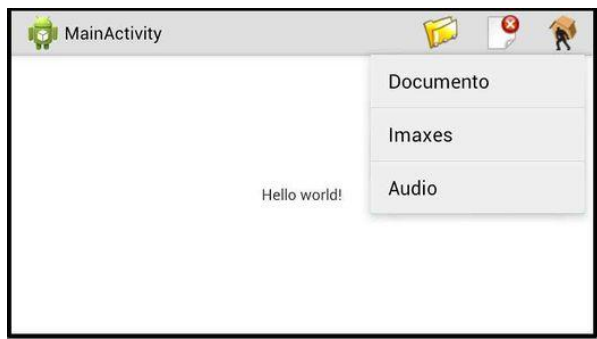 MainActivity
Documento
Imaxes
Audio
Hello world!